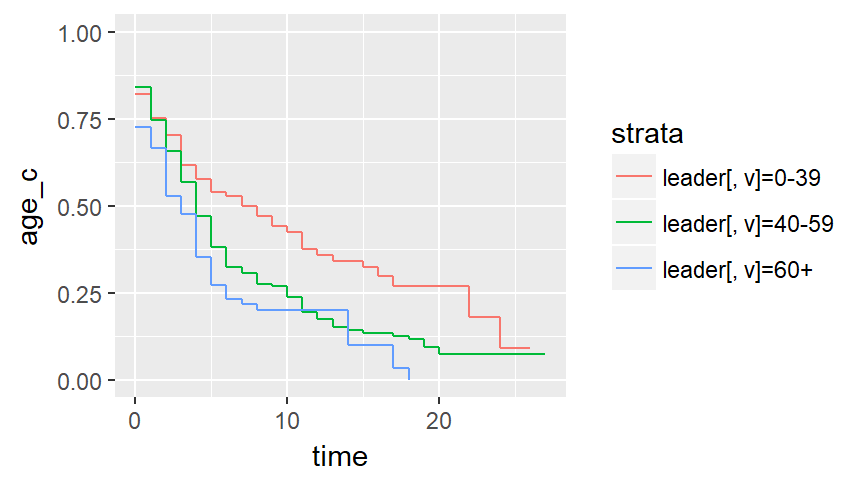 1.00
0.75
0.50
0.25
0.00
age_c
0
10
20
time
strata
leader[, v]=0-39
leader[, v]=40-59
leader[, v]=60+